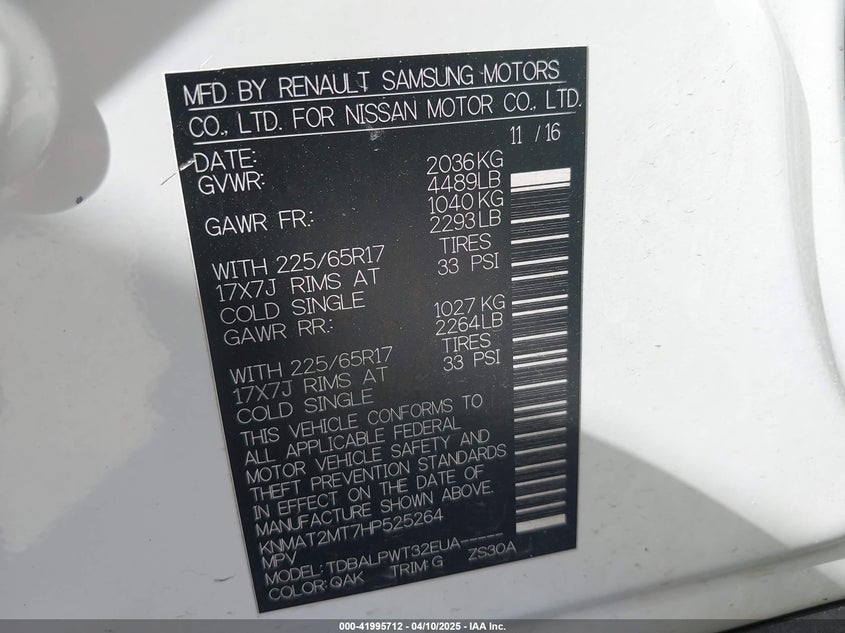 MFD BY RENAULT SAMSUNG MOTORS
CO., LTD. FOR NISSAN MOTOR CO., LTD.
DATE: 11 / 16
GVWR: 2036KG
4489LB
GAWR FR: 1040 KG
2293LB
WITH 225/65R17 TIRES
17X7J RIMS AT 33 PSI
COLD SINGLE
GAWR RR: 1027 KG
2264LB
WITH 225/65R17 TIRES
17X7J RIMS AT 33 PSI
COLD SINGLE
THIS VEHICLE CONFORMS TO
ALL APPLICABLE FEDERAL
MOTOR VEHICLE SAFETY AND
THEFT PREVENTION STANDARDS
IN EFFECT ON THE DATE OF
MANUFACTURE SHOWN ABOVE.
KNMAT2MT7HP525264
MPV
MODEL: TDBALPWT32EUA-----
COLOR: QAK TRIM: G ZS30A
000-41995712 — 04/10/2025 — IAA Inc.